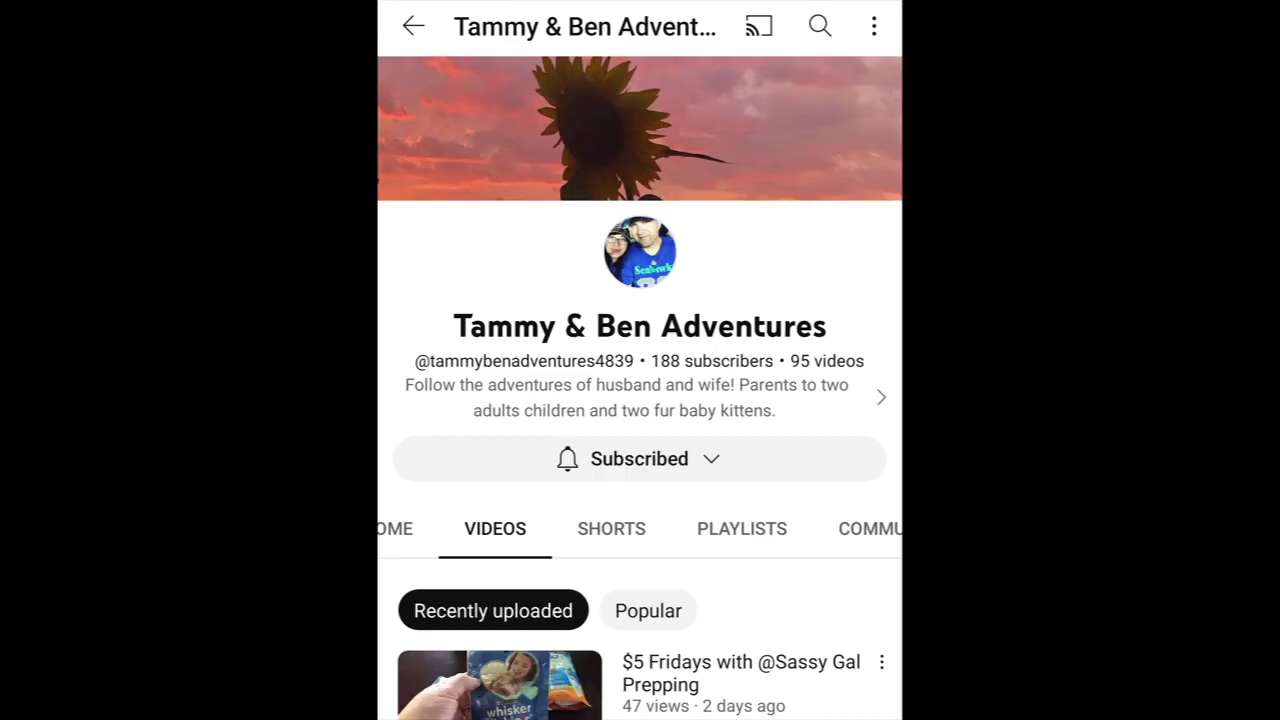 Tammy & Ben Advent...
Seahawks
Tammy & Ben Adventures
@tammybenadventures4839 • 188 subscribers • 95 videos
Follow the adventures of husband and wife! Parents to two
adults children and two fur baby kittens.
Subscribed
OME VIDEOS SHORTS PLAYLISTS COMMU
Recently uploaded Popular
$5 Fridays with @Sassy Gal
Prepping
47 views · 2 days ago
whisker